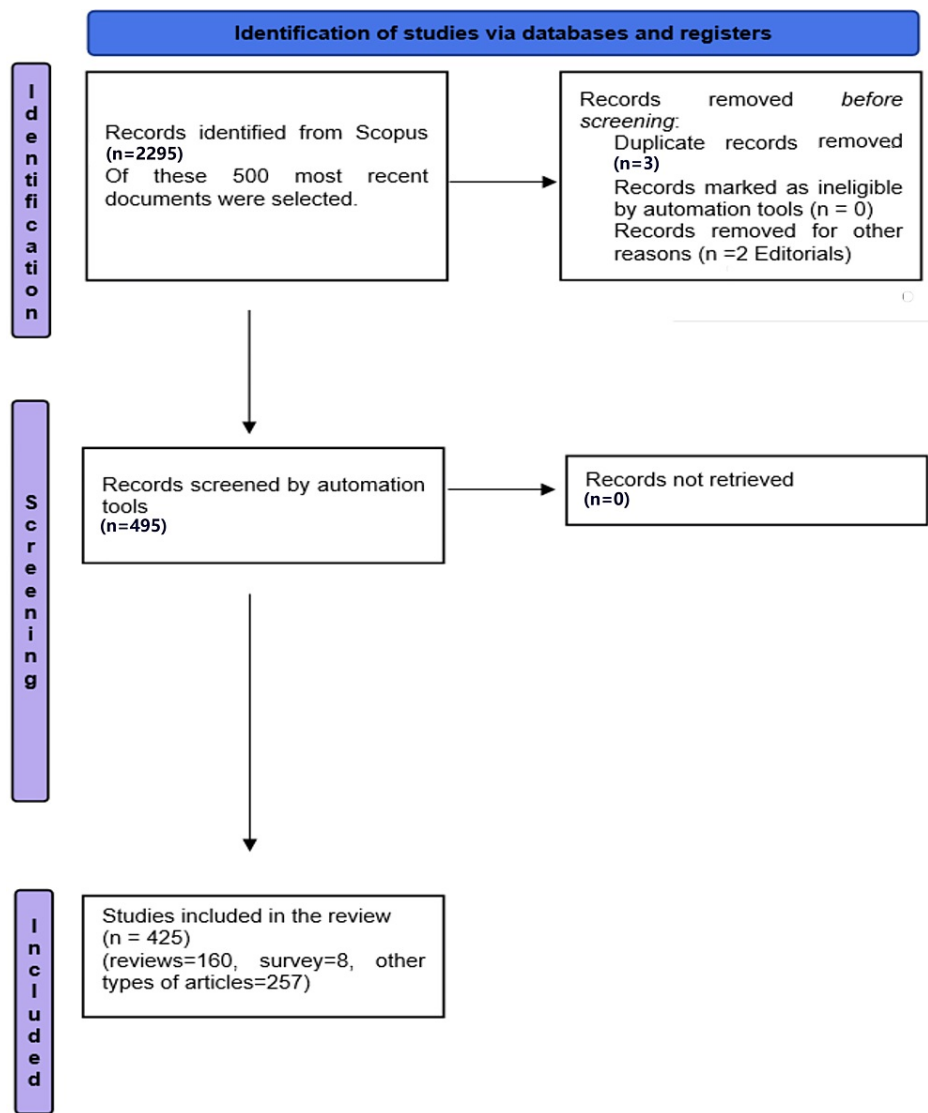 Identification of studies via databases and registers
Identification
Records identified from Scopus
(n=2295)
Of these 500 most recent
documents were selected.
Records removed before
screening:
Duplicate records removed
(n=3)
Records marked as ineligible
by automation tools (n = 0)
Records removed for other
reasons (n =2 Editorials)
Screening
Records screened by automation
tools
(n=495)
Records not retrieved
(n=0)
Included
Studies included in the review
(n = 425)
(reviews=160, survey=8, other
types of articles=257)